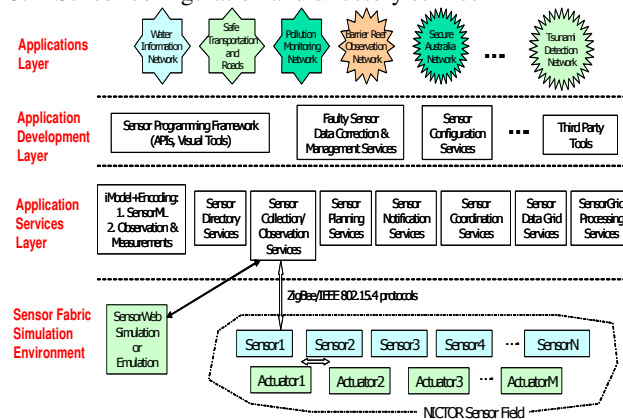 Applications
Layer
Water
Information
Network
Safe
Transportation
and
Roads
Pollution
Monitoring
Network
Barrier Reef
Observation
Network
Secure
Australia
Network
...
Tsunami
Detection
Network
Application
Development
Layer
Sensor Programming Framework
(APIs, Visual Tools)
Faulty Sensor
Data Correction &
Management Services
Sensor
Configuration
Services
...
Third Party
Tools
Application
Services
Layer
iModel+Encoding:
1. SensorML
2. Observation &
Measurements
Sensor
Directory
Services
Sensor
Collection/
Observation
Services
Sensor
Planning
Services
Sensor
Notification
Services
Sensor
Coordination
Services
Sensor
Data Grid
Services
SensorGrid
Processing
Services
ZigBee/IEEE 802.15.4 protocols
Sensor Fabric
Simulation
Environment
SensorWeb
Simulation
or
Emulation
Sensor1
Sensor2
Sensor3
Sensor4
...
SensorN
Actuator1
Actuator2
Actuator3
...
ActuatorM
NICTOR Sensor Field